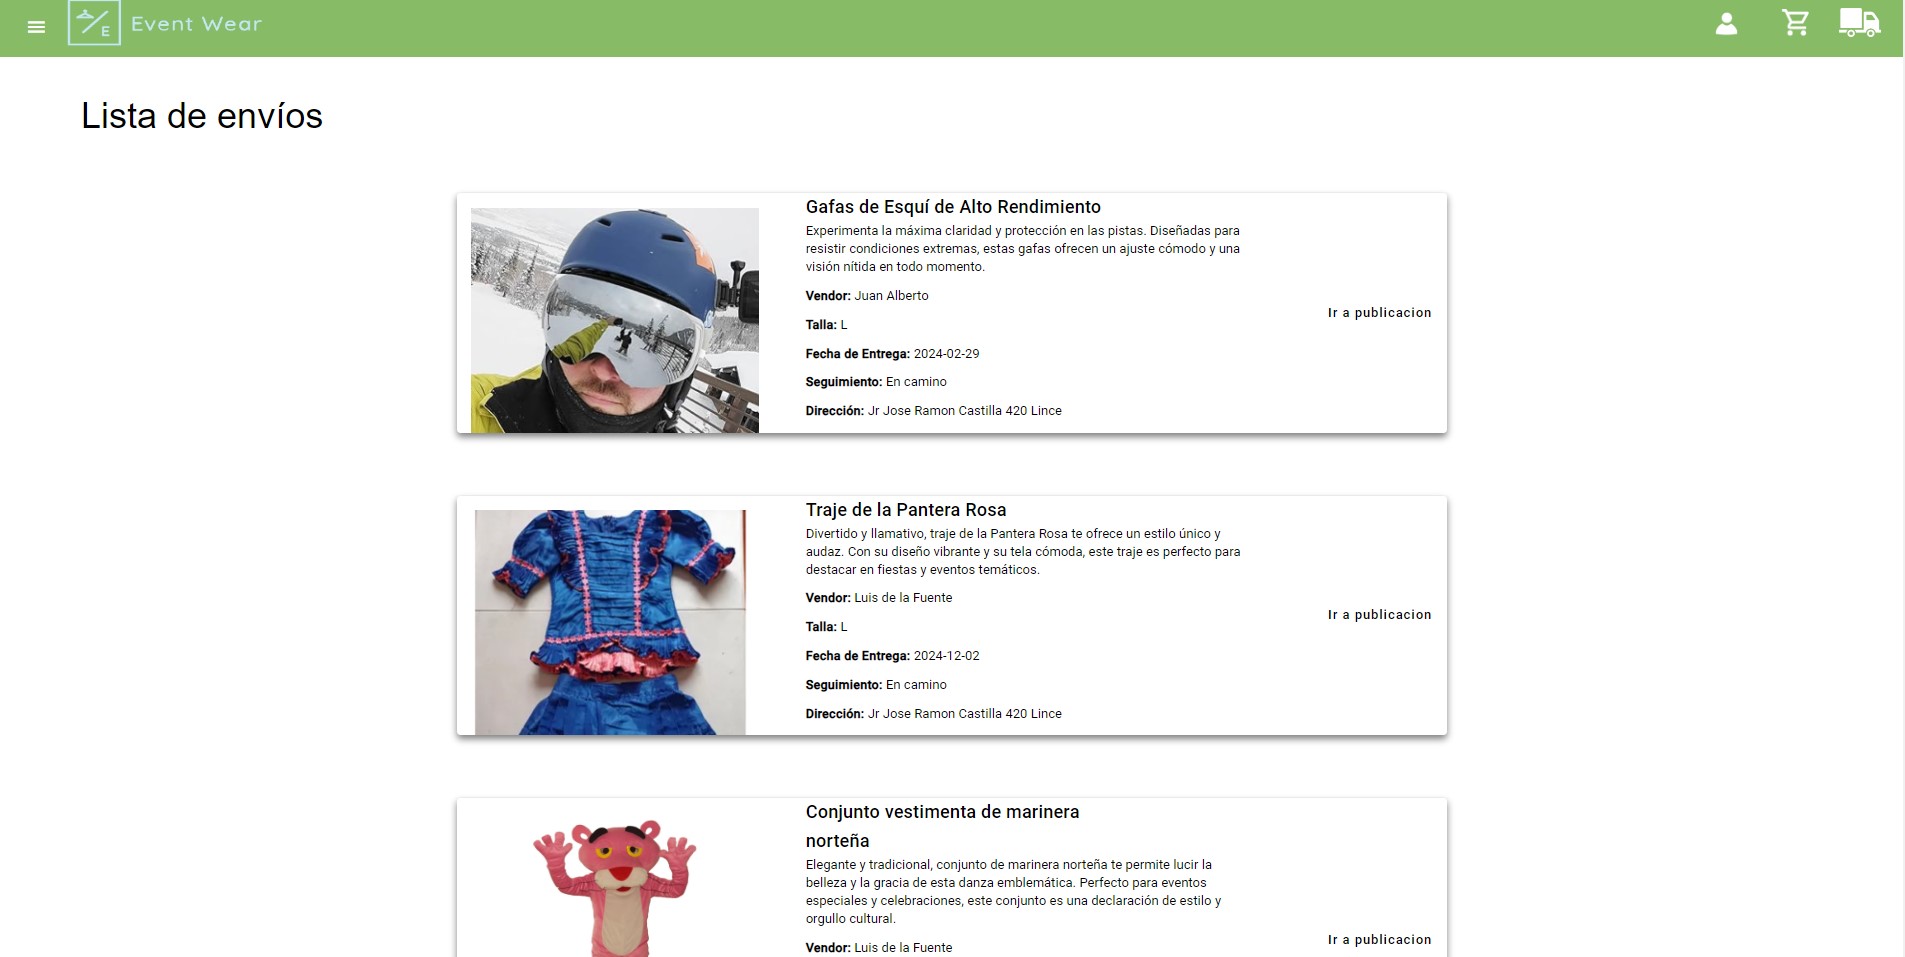 E Event Wear
Lista de envíos
Gafas de Esquí de Alto Rendimiento
Experimenta la máxima claridad y protección en las pistas. Diseñadas para
resistir condiciones extremas, estas gafas ofrecen un ajuste cómodo y una
visión nítida en todo momento.
Vendor: Juan Alberto
Talla: L
Fecha de Entrega: 2024-02-29
Seguimiento: En camino
Dirección: Jr Jose Ramon Castilla 420 Lince
Ir a publicacion
Traje de la Pantera Rosa
Divertido y llamativo, traje de la Pantera Rosa te ofrece un estilo único y
audaz. Con su diseño vibrante y su tela cómoda, este traje es perfecto para
destacar en fiestas y eventos temáticos.
Vendor: Luis de la Fuente
Talla: L
Fecha de Entrega: 2024-12-02
Seguimiento: En camino
Dirección: Jr Jose Ramon Castilla 420 Lince
Ir a publicacion
Conjunto vestimenta de marinera
norteña
Elegante y tradicional, conjunto de marinera norteña te permite lucir la
belleza y la gracia de esta danza emblemática. Perfecto para eventos
especiales y celebraciones, este conjunto es una declaración de estilo y
orgullo cultural.
Vendor: Luis de la Fuente
Ir a publicacion